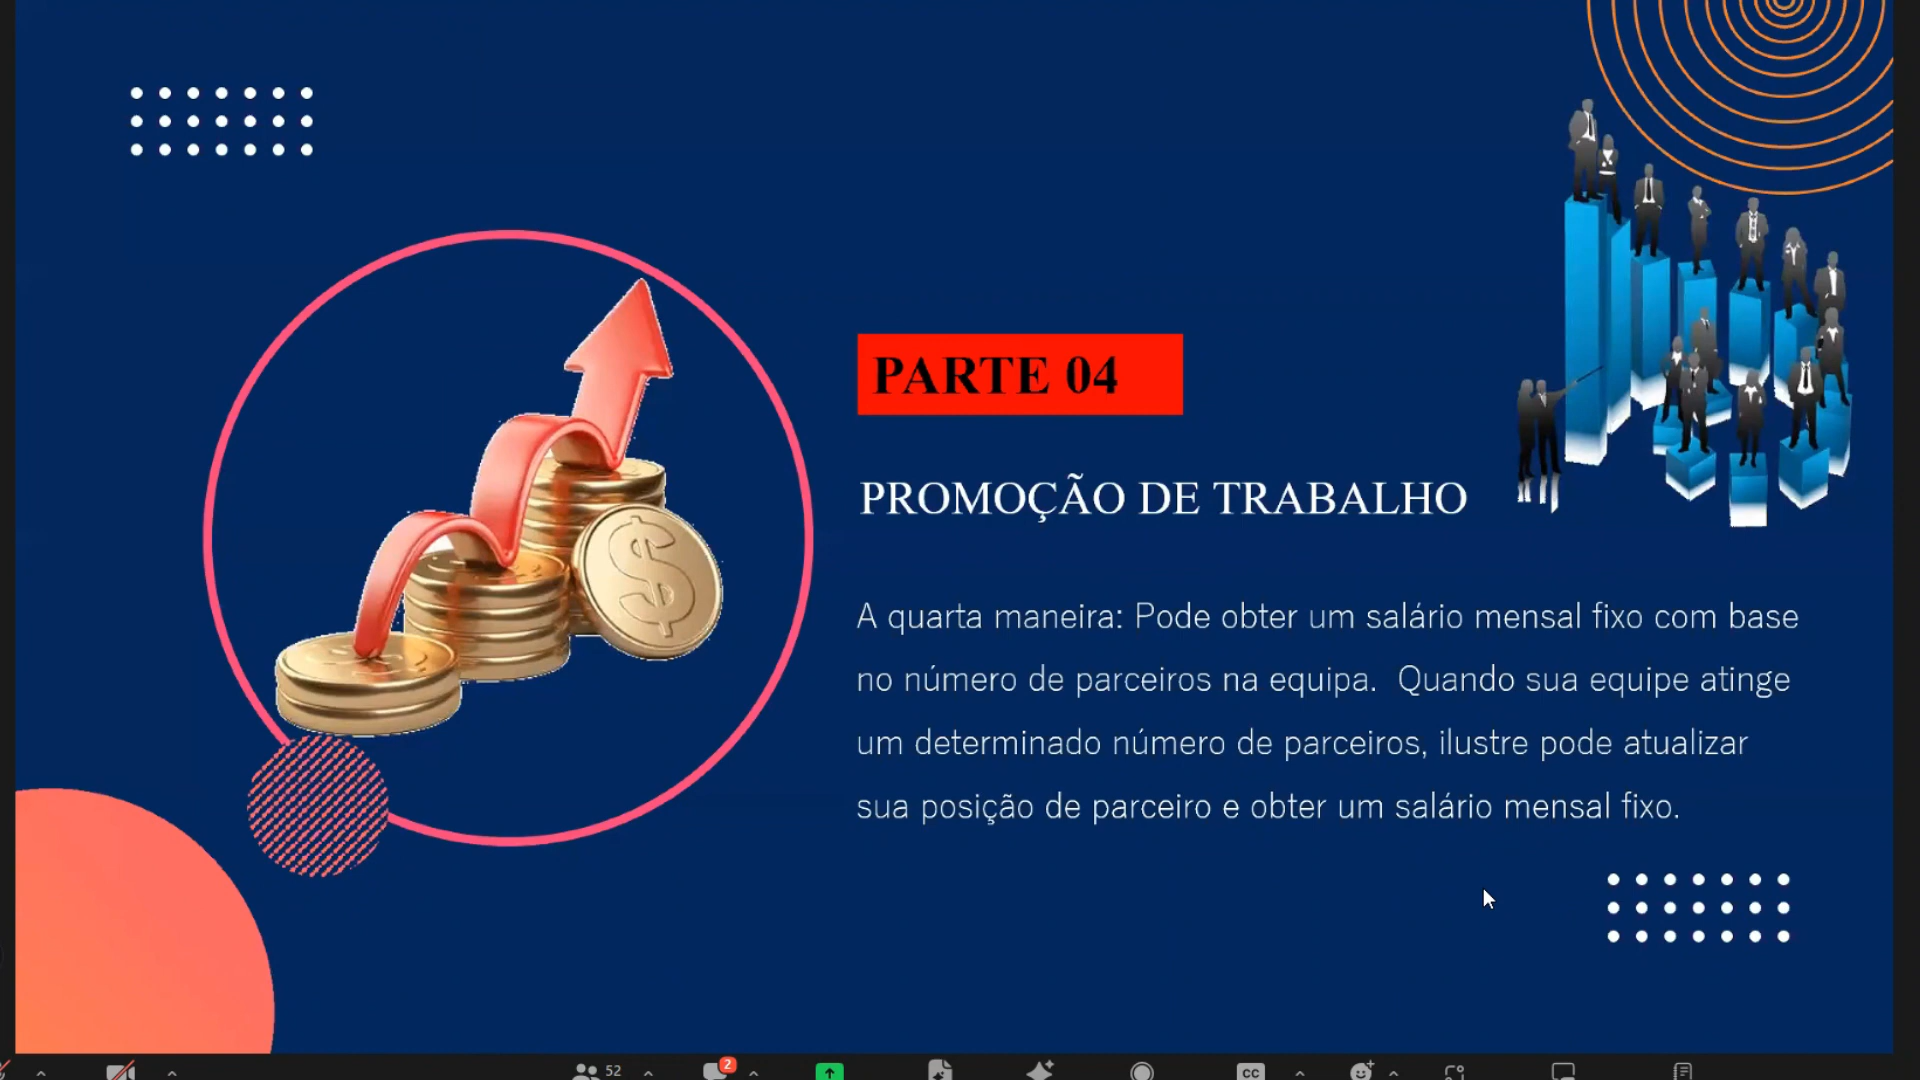 PARTE 04
PROMOÇÃO DE TRABALHO
A quarta maneira: Pode obter um salário mensal fixo com base
no número de parceiros na equipa.  Quando sua equipe atinge
um determinado número de parceiros, ilustre pode atualizar
sua posição de parceiro e obter um salário mensal fixo.
52
2
CC